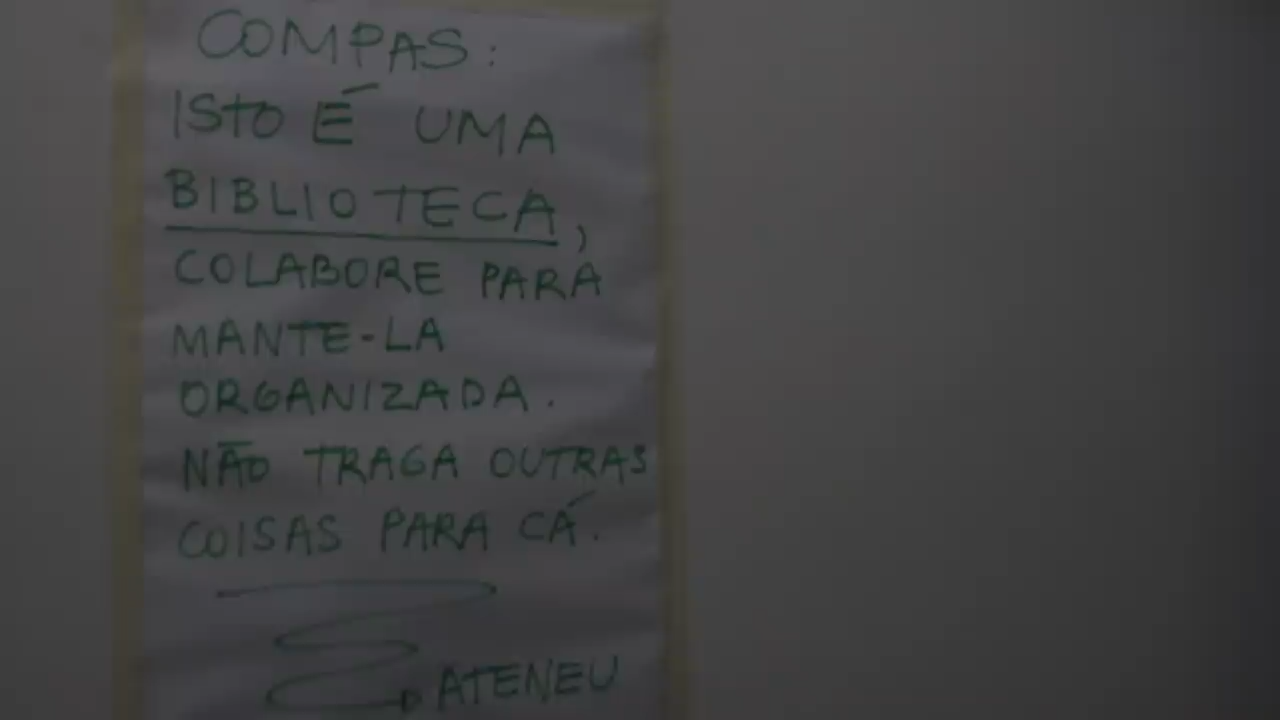 COMPAS:
ISTO É UMA
BIBLIOTECA,
COLABORE PARA
MANTE-LA
ORGANIZADA.
NÃO TRAGA OUTRAS
COISAS PARA CÁ.
ATENEU